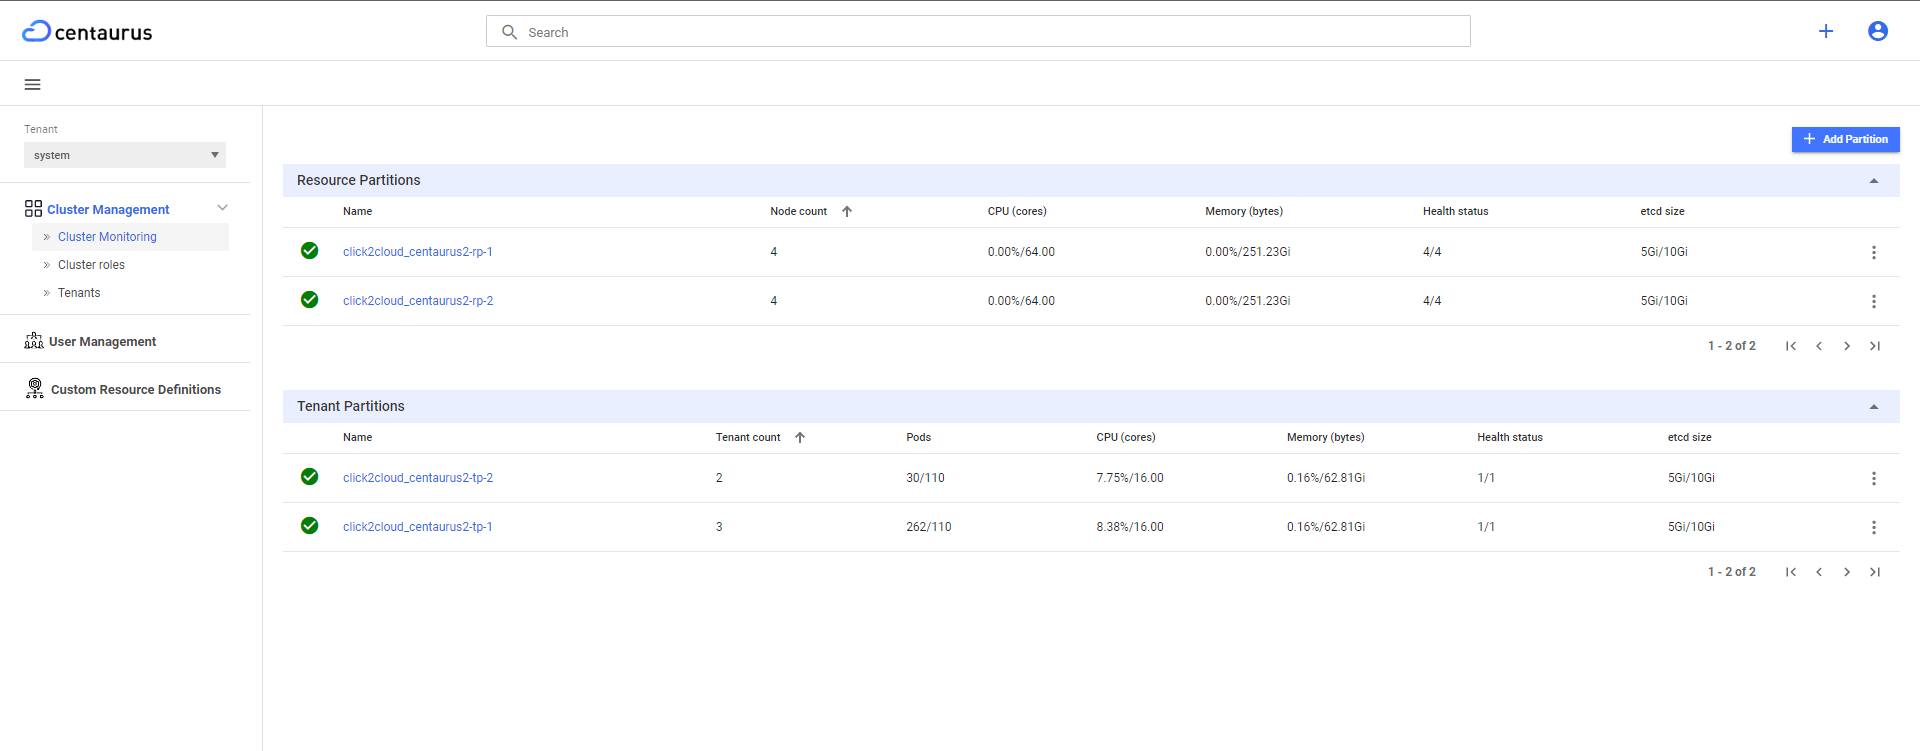 centaurus
Search
Tenant
system
Cluster Management
Cluster Monitoring
Cluster roles
Tenants
User Management
Custom Resource Definitions
Add Partition
Resource Partitions
Name Node count CPU (cores) Memory (bytes) Health status etcd size
click2cloud_centaurus2-rp-1 4 0.00%/64.00 0.00%/251.23Gi 4/4 5Gi/10Gi
click2cloud_centaurus2-rp-2 4 0.00%/64.00 0.00%/251.23Gi 4/4 5Gi/10Gi
1 - 2 of 2
Tenant Partitions
Name Tenant count Pods CPU (cores) Memory (bytes) Health status etcd size
click2cloud_centaurus2-tp-2 2 30/110 7.75%/16.00 0.16%/62.81Gi 1/1 5Gi/10Gi
click2cloud_centaurus2-tp-1 3 262/110 8.38%/16.00 0.16%/62.81Gi 1/1 5Gi/10Gi
1 - 2 of 2